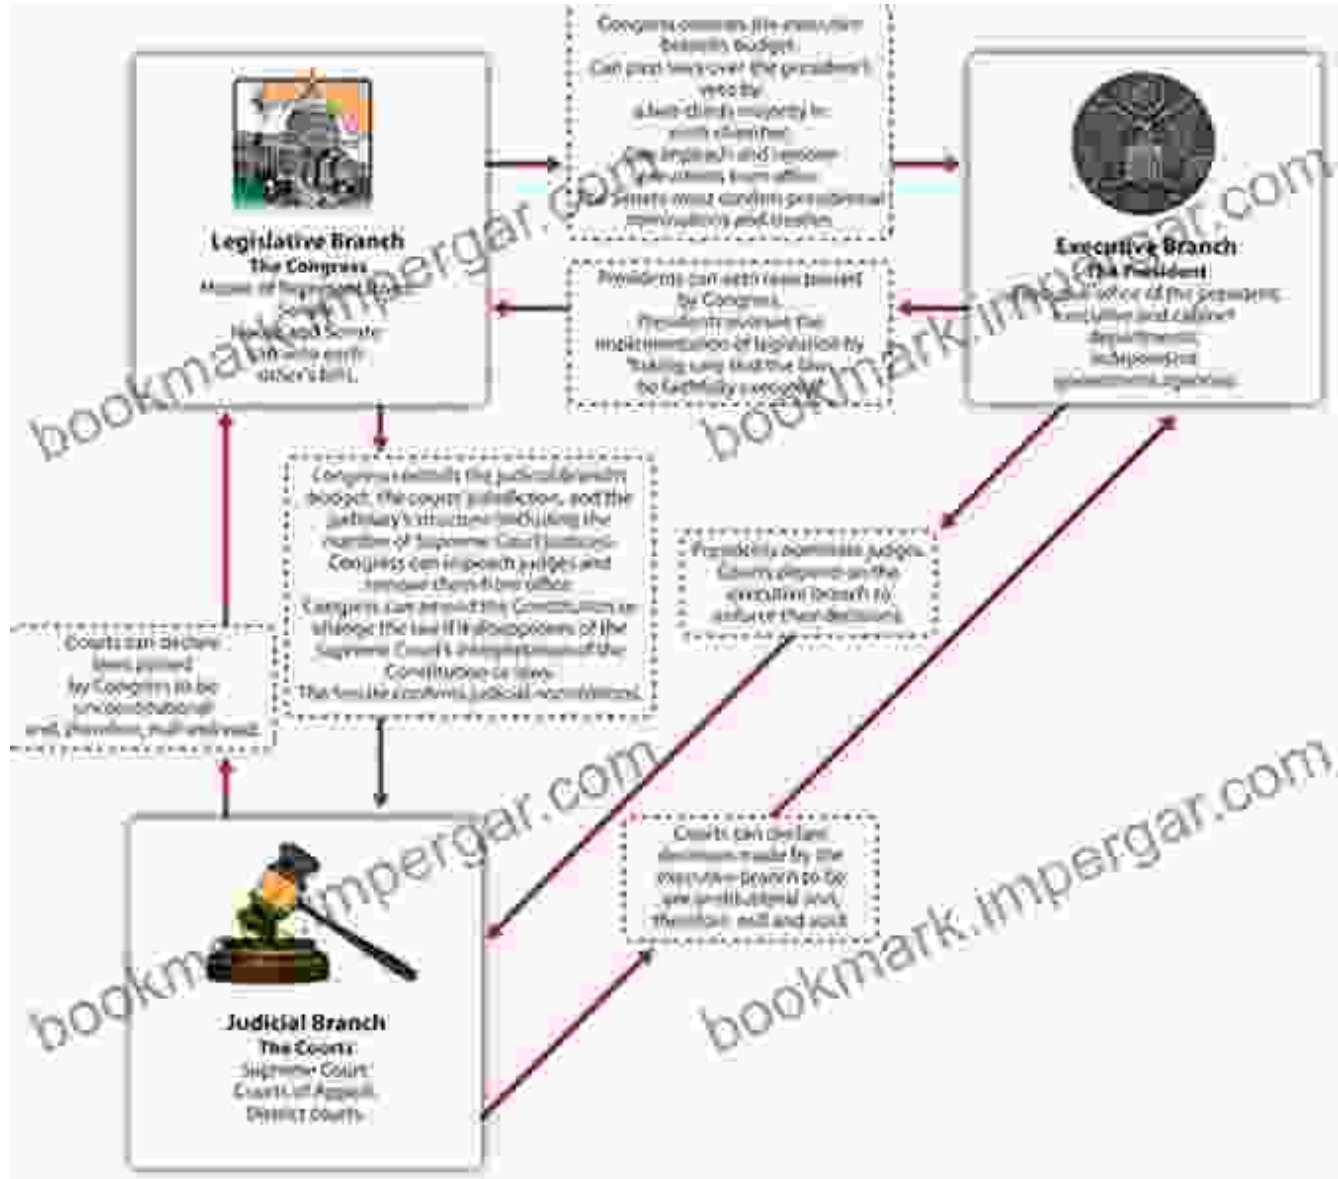 Congress controls the executive
branch's budget.
Can pass laws over the president's
veto by
a two-thirds majority in
each chamber.
Can impeach and remove
from office.
The Senate must confirm presidential
nominations and treaties.
Legislative Branch
The Congress
House of
House and Senate
can veto each
other's bills.
Executive Branch
The President
office of the president,
Executive and cabinet
departments,
independent
government agencies
Presidents can veto laws passed
by Congress.
Presidents oversee the
implementation of legislation by
"taking care that the laws
be faithfully executed"
Congress controls the judicial branch's
budget, the courts' jurisdiction, and the
judiciary's structure including the
number of Supreme Court justices.
Congress can impeach judges and
remove them from office.
Congress can amend the Constitution or
change the law if it disapproves of the
Supreme Court's interpretation of the
Constitution or laws.
The Senate confirms judicial nominations.
Presidents nominate judges.
Courts depend on the
executive branch to
enforce their decisions.
Courts can declare
laws passed
by Congress to be
unconstitutional
and, therefore, null and void.
Courts can declare
decisions made by the
executive branch to be
unconstitutional and,
therefore, null and void.
Judicial Branch
The Courts
Supreme Court
Courts of Appeal,
District courts
bookmark.impergar.com
bookmark.impergar.com
bookmark.impergar.com
bookmark.impergar.com